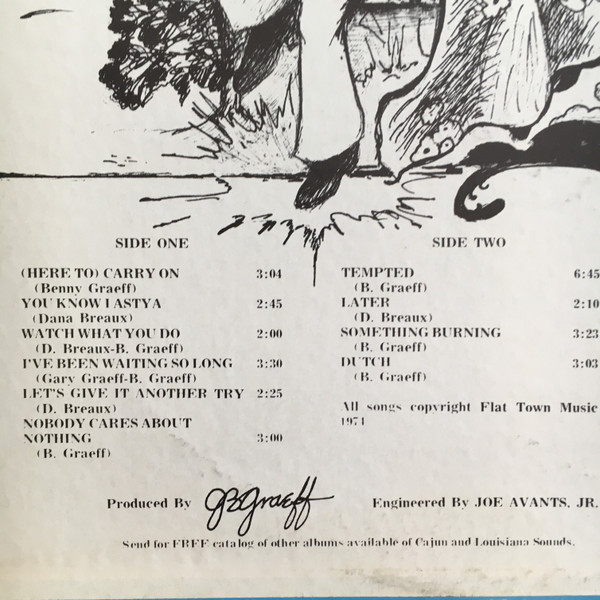 SIDE ONE
(HERE TO) CARRY ON 3:04
(Benny Graeff)
YOU KNOW I ASTYA 2:45
(Dana Breaux)
WATCH WHAT YOU DO 2:00
(D. Breaux-B. Graeff)
I'VE BEEN WAITING SO LONG 3:30
(Gary Graeff-B. Graeff)
LET'S GIVE IT ANOTHER TRY 2:25
(D. Breaux)
NOBODY CARES ABOUT
NOTHING 3:00
(B. Graeff)
SIDE TWO
TEMPTED 6:45
(B. Graeff)
LATER 2:10
(D. Breaux)
SOMETHING BURNING 3:23
(B. Graeff)
DUTCH 3:03
(B. Graeff)
All songs copyright Flat Town Music
1974
Produced By JBGraeff
Engineered By JOE AVANTS, JR.
Send for FREE catalog of other albums available of Cajun and Louisiana Sounds.